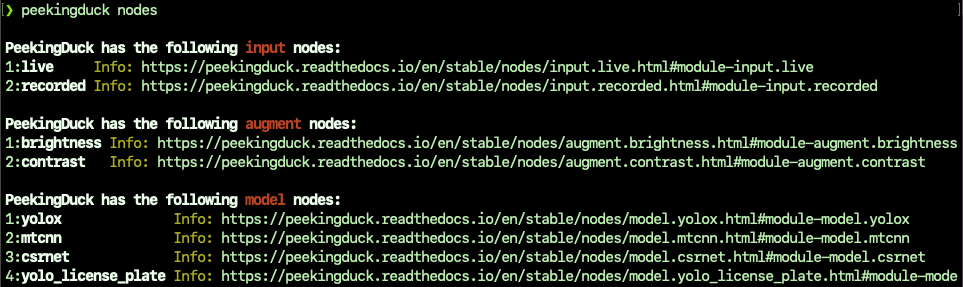 ❯ peekingduck nodes
PeekingDuck has the following input nodes:
1:live Info: https://peekingduck.readthedocs.io/en/stable/nodes/input.live.html#module-input.live
2:recorded Info: https://peekingduck.readthedocs.io/en/stable/nodes/input.recorded.html#module-input.recorded
PeekingDuck has the following augment nodes:
1:brightness Info: https://peekingduck.readthedocs.io/en/stable/nodes/augment.brightness.html#module-augment.brightness
2:contrast Info: https://peekingduck.readthedocs.io/en/stable/nodes/augment.contrast.html#module-augment.contrast
PeekingDuck has the following model nodes:
1:yolox Info: https://peekingduck.readthedocs.io/en/stable/nodes/model.yolox.html#module-model.yolox
2:mtcnn Info: https://peekingduck.readthedocs.io/en/stable/nodes/model.mtcnn.html#module-model.mtcnn
3:csrnet Info: https://peekingduck.readthedocs.io/en/stable/nodes/model.csrnet.html#module-model.csrnet
4:yolo_license_plate Info: https://peekingduck.readthedocs.io/en/stable/nodes/model.yolo_license_plate.html#module-mode